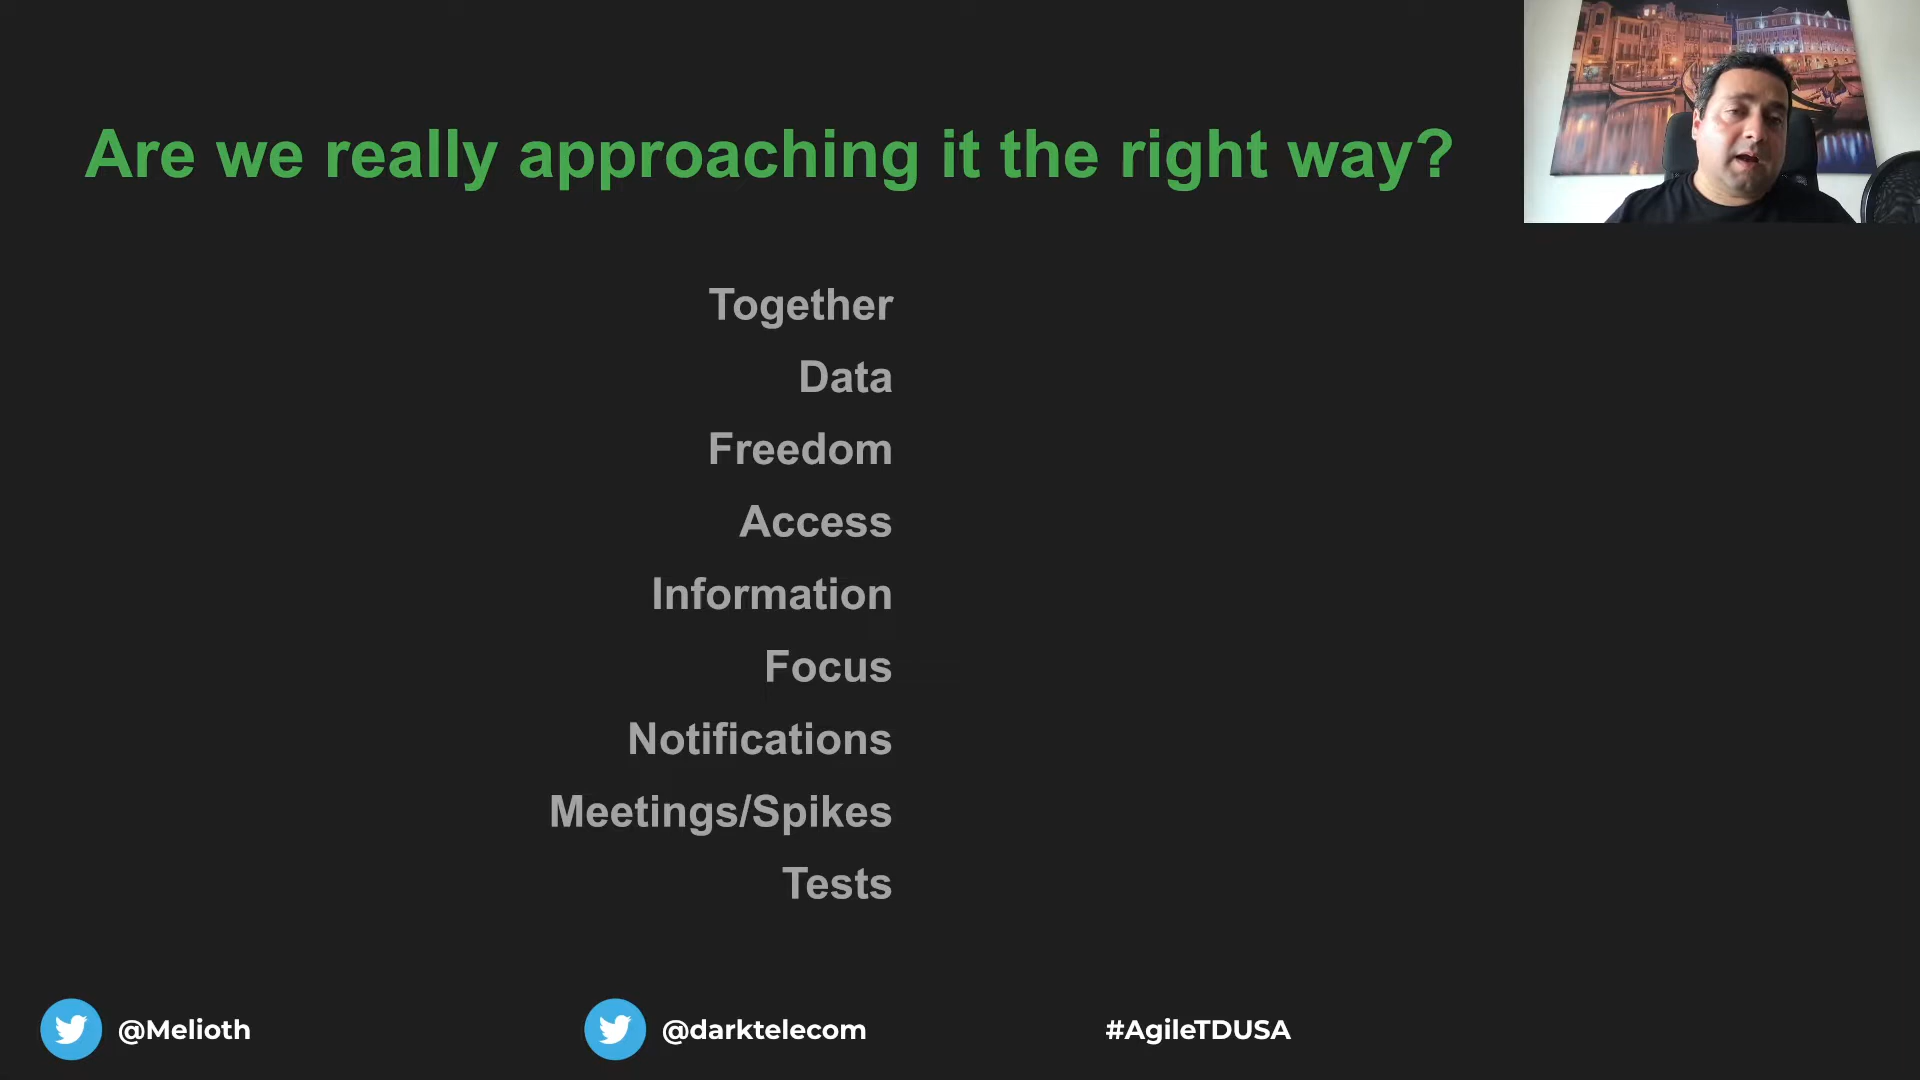 Are we really approaching it the right way?
Together
Data
Freedom
Access
Information
Focus
Notifications
Meetings/Spikes
Tests
@Melioth
@darktelecom
#AgileTDUSA